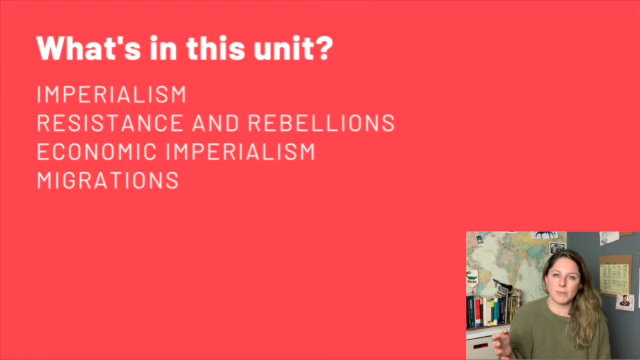 What's in this unit?
IMPERIALISM
RESISTANCE AND REBELLIONS
ECONOMIC IMPERIALISM
MIGRATIONS